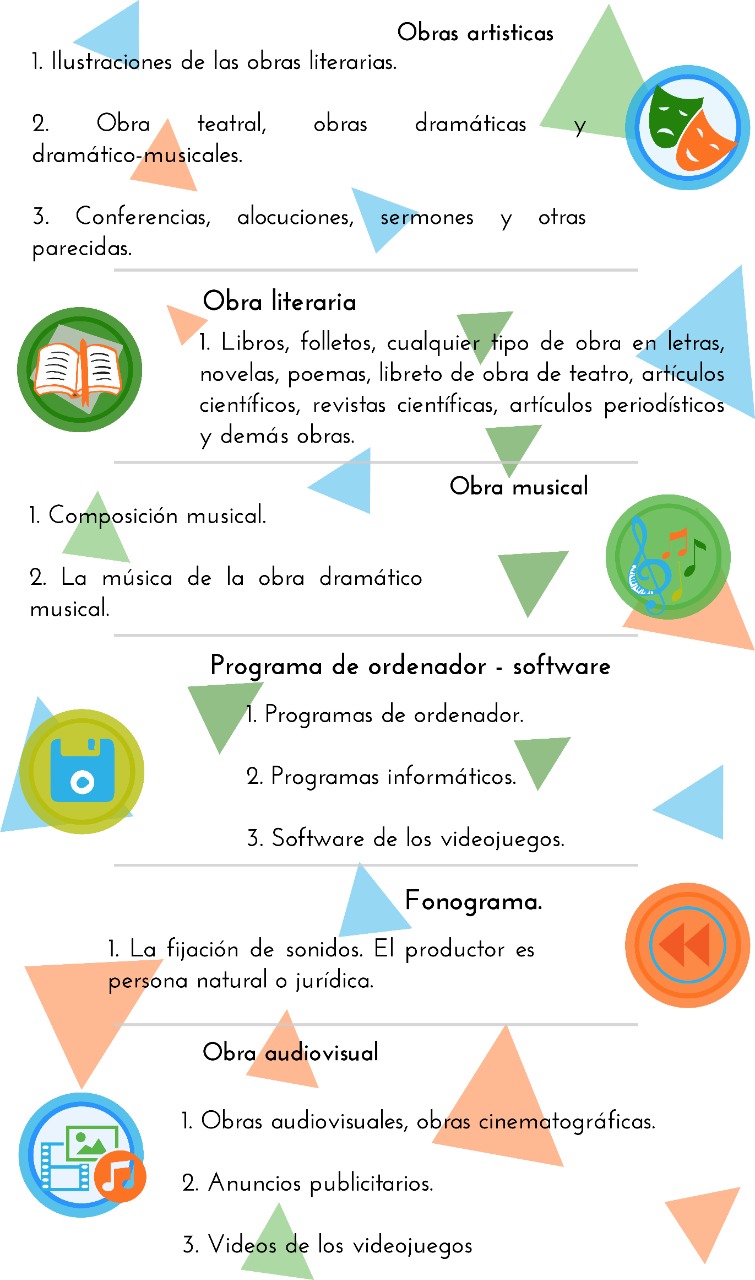 Obras artisticas
1. Ilustraciones de las obras literarias.
2. Obra teatral, obras dramáticas y
dramático-musicales.
3. Conferencias, alocuciones, sermones y otras
parecidas.
Obra literaria
1. Libros, folletos, cualquier tipo de obra en letras,
novelas, poemas, libreto de obra de teatro, artículos
científicos, revistas científicas, artículos periodísticos
y demás obras.
Obra musical
1. Composición musical.
2. La música de la obra dramático
musical.
Programa de ordenador - software
1. Programas de ordenador.
2. Programas informáticos.
3. Software de los videojuegos.
Fonograma.
1. La fijación de sonidos. El productor es
persona natural o jurídica.
Obra audiovisual
1. Obras audiovisuales, obras cinematográficas.
2. Anuncios publicitarios.
3. Videos de los videojuegos